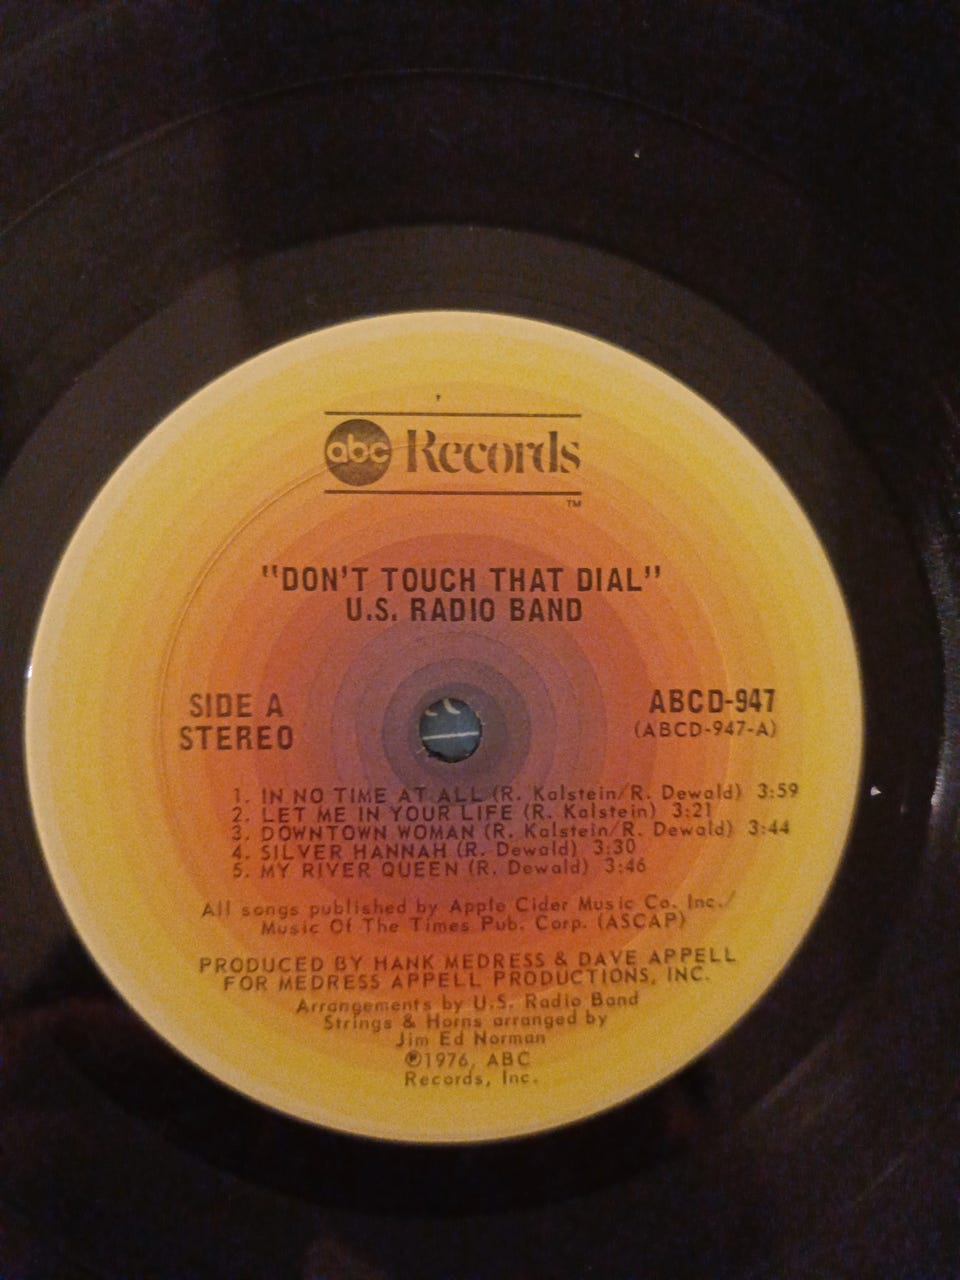 abc Records
TM
"DON'T TOUCH THAT DIAL"
U.S. RADIO BAND
SIDE A
STEREO
ABCD-947
(ABCD-947-A)
1. IN NO TIME AT ALL (R. Kalstein/R. Dewald) 3:59
2. LET ME IN YOUR LIFE (R. Kalstein) 3:21
3. DOWNTOWN WOMAN (R. Kalstein/R. Dewald) 3:44
4. SILVER HANNAH (R. Dewald) 3:30
5. MY RIVER QUEEN (R. Dewald) 3:46
All songs published by Apple Cider Music Co. Inc./
Music Of The Times Pub. Corp. (ASCAP)
PRODUCED BY HANK MEDRESS & DAVE APPELL
FOR MEDRESS APPELL PRODUCTIONS, INC.
Arrangements by U.S. Radio Band
Strings & Horns arranged by
Jim Ed Norman
℗1976, ABC
Records, Inc.